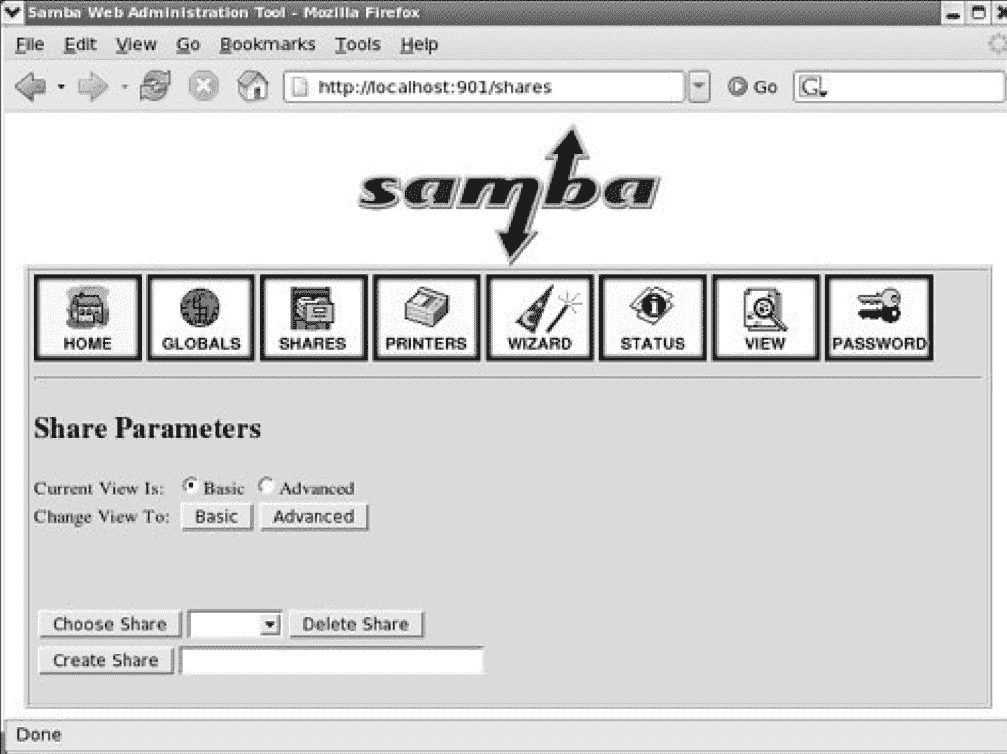 Samba Web Administration Tool - Mozilla Firefox
File Edit View Go Bookmarks Tools Help
http://localhost:901/shares Go G
samba
HOME GLOBALS SHARES PRINTERS WIZARD STATUS VIEW PASSWORD
Share Parameters
Current View Is: Basic Advanced
Change View To: Basic Advanced
Choose Share Delete Share
Create Share
Done